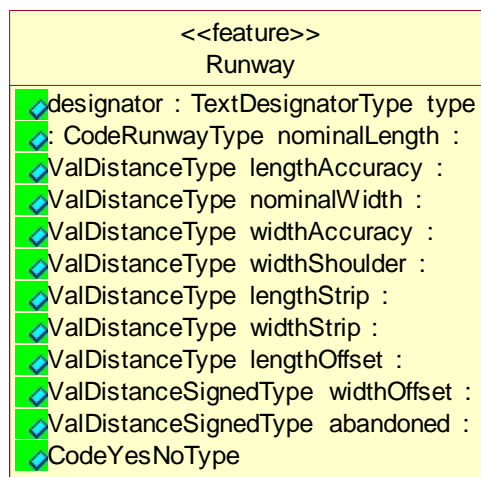 <<feature>>
Runway
designator : TextDesignatorType type
: CodeRunwayType nominalLength :
ValDistanceType lengthAccuracy :
ValDistanceType nominalWidth :
ValDistanceType widthAccuracy :
ValDistanceType widthShoulder :
ValDistanceType lengthStrip :
ValDistanceType widthStrip :
ValDistanceType lengthOffset :
ValDistanceSignedType widthOffset :
ValDistanceSignedType abandoned :
CodeYesNoType